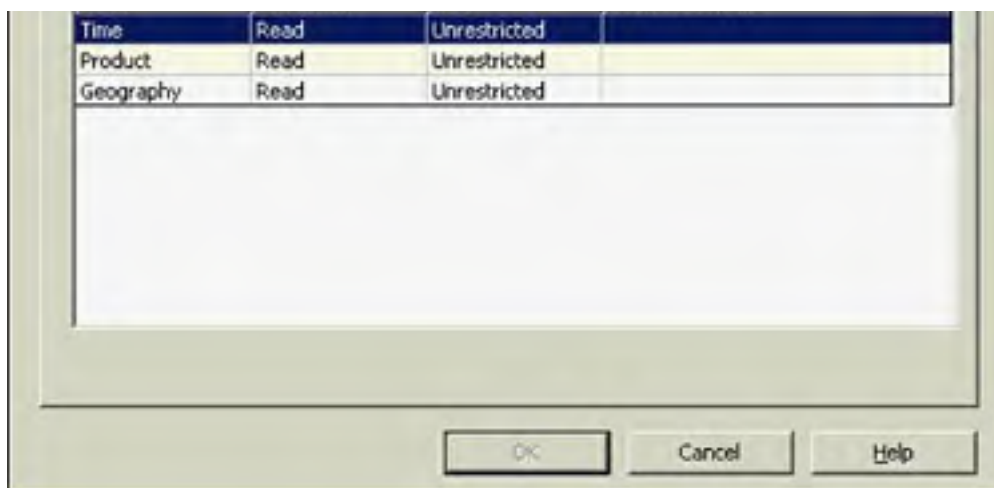 Time Read Unrestricted
Product Read Unrestricted
Geography Read Unrestricted
OK Cancel Help